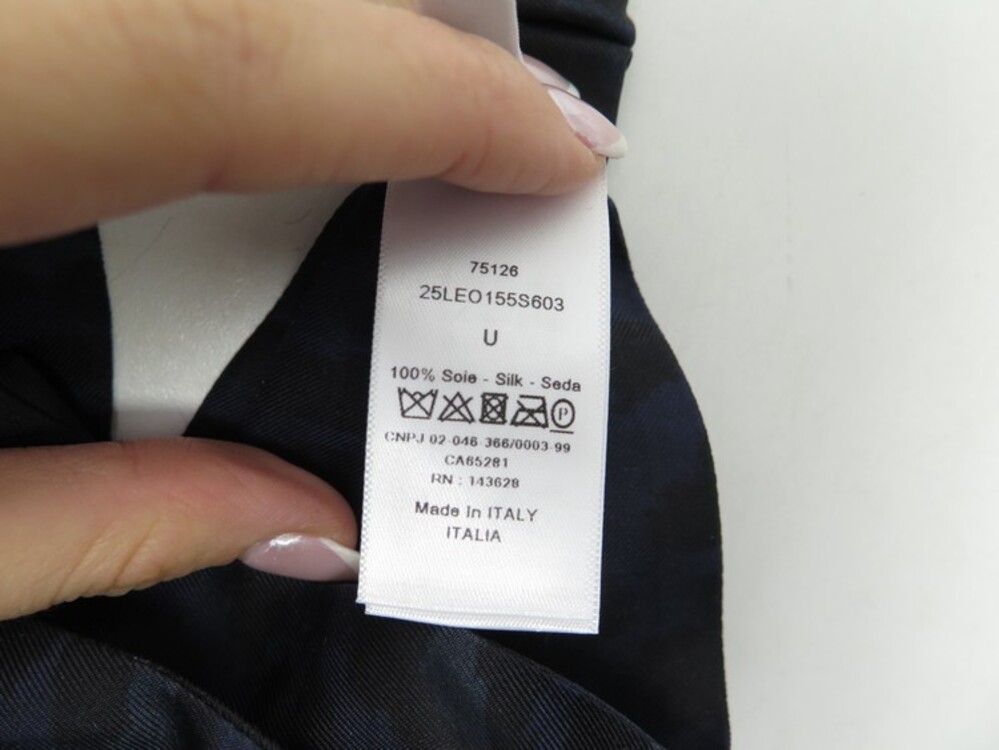 75126
25LEO155S603
U
100% Soie - Silk - Seda
P
CNPJ 02-046-366/0003-99
CA65281
RN : 143628
Made In ITALY
ITALIA